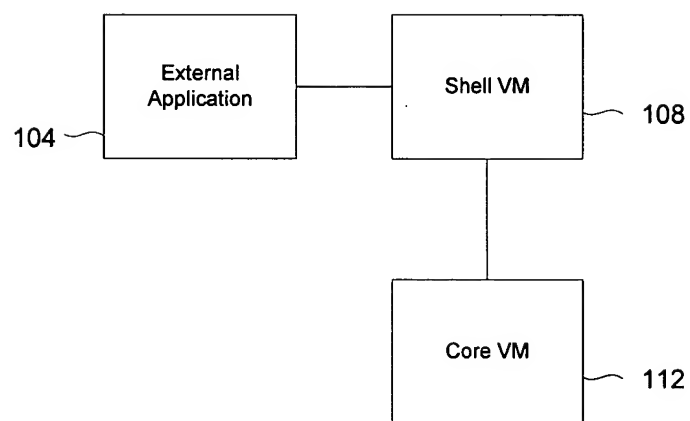 External
Application
Shell VM
104
108
Core VM
112